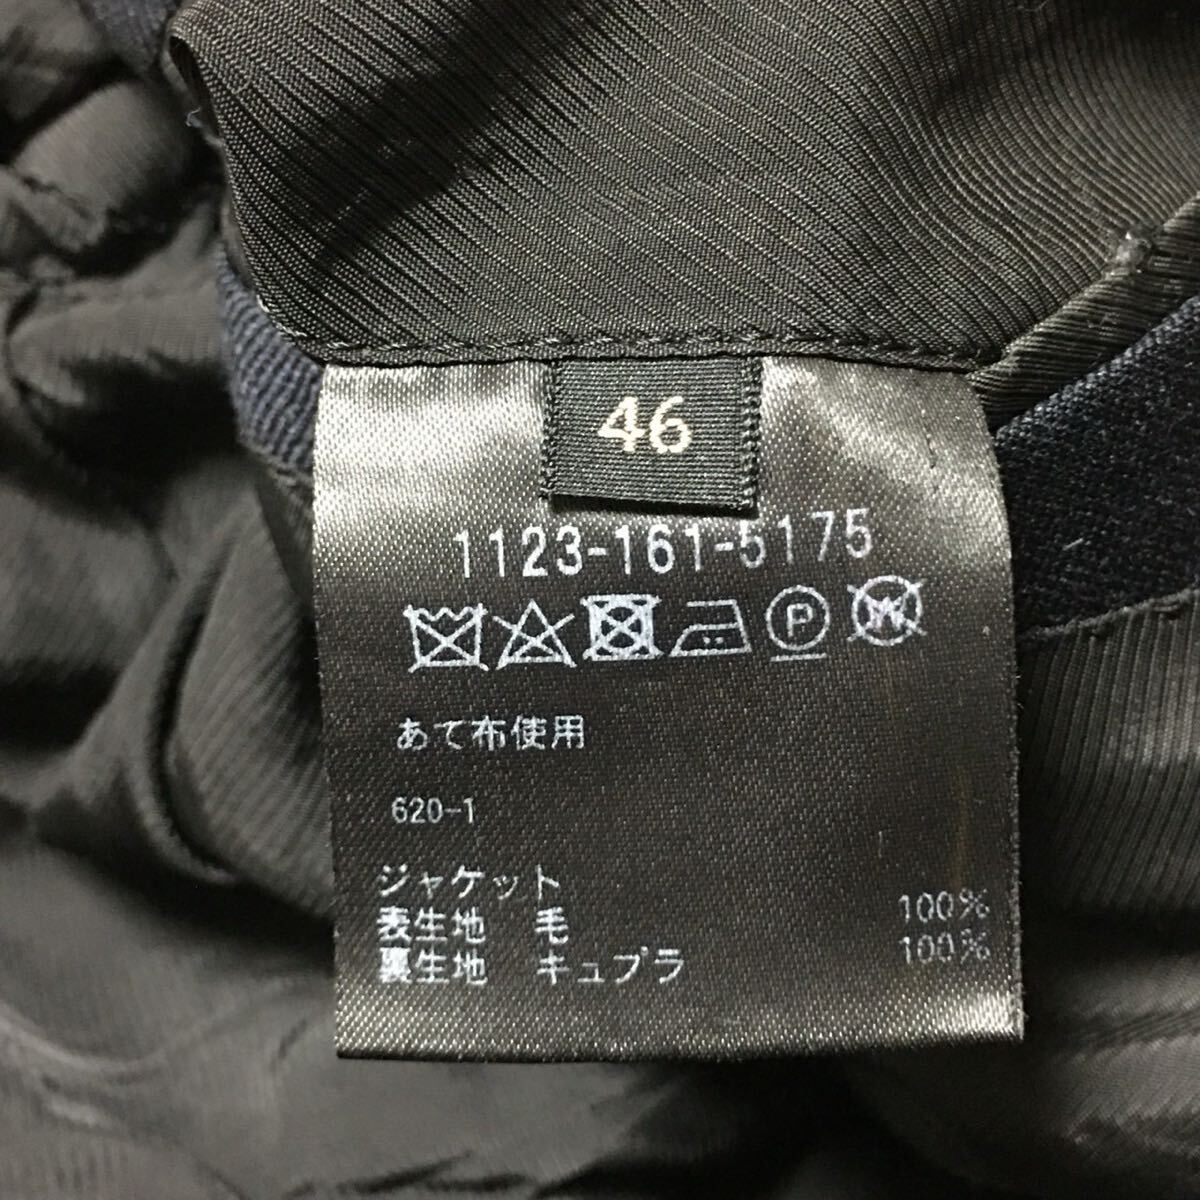 46
1123-161-5175
P W
あて布使用
620-1
ジャケット
表生地 毛 100%
裏生地 キュプラ 100%